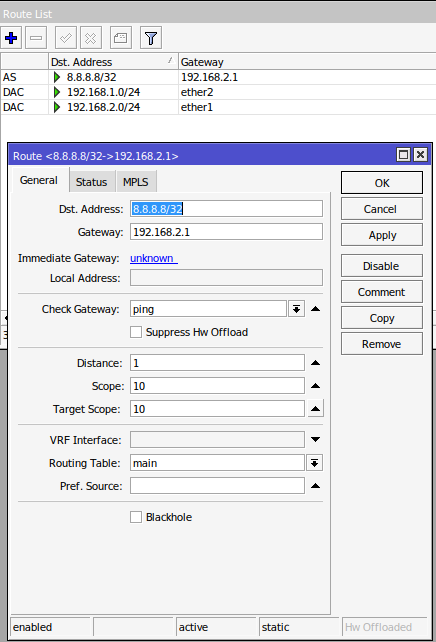 Route List
Dst. Address / Gateway
AS 8.8.8.8/32 192.168.2.1
DAC 192.168.1.0/24 ether2
DAC 192.168.2.0/24 ether1
Route <8.8.8.8/32->192.168.2.1>
General Status MPLS
OK
Dst. Address: 8.8.8.8/32
Cancel
Gateway: 192.168.2.1
Apply
Immediate Gateway: unknown
Disable
Local Address:
Comment
Check Gateway: ping
Copy
Suppress Hw Offload
Remove
Distance: 1
Scope: 10
Target Scope: 10
VRF Interface:
Routing Table: main
Pref. Source:
Blackhole
enabled active static Hw Offloaded